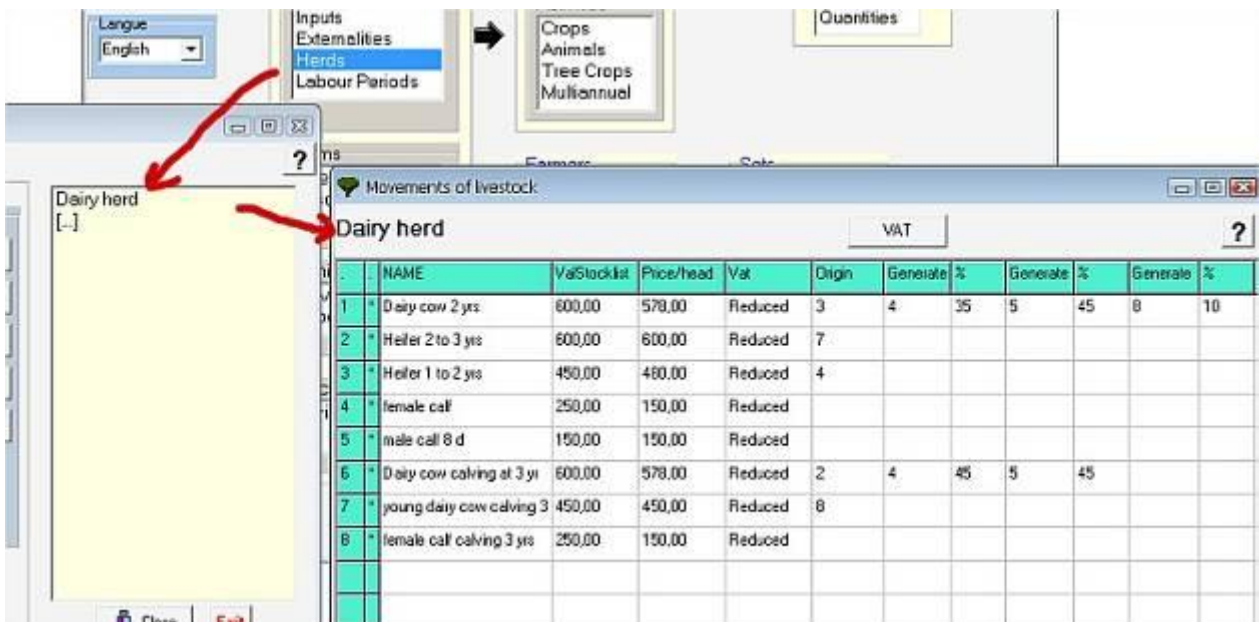 Langue
English
Inputs
Externalities
Herds
Labour Periods
Crops
Animals
Tree Crops
Multiannual
Quantities
?
Dairy herd
[...]
Movements of livestock
Dairy herd VAT ?
. . NAME ValStocklist Price/head Vat Origin Generate % Generate % Generate %
1 * Dairy cow 2 yrs 600,00 578,00 Reduced 3 4 35 5 45 8 10
2 * Heifer 2 to 3 yrs 600,00 600,00 Reduced 7
3 * Heifer 1 to 2 yrs 450,00 480,00 Reduced 4
4 * female calf 250,00 150,00 Reduced
5 * male calf 8 d 150,00 150,00 Reduced
6 * Dairy cow calving at 3 yr 600,00 578,00 Reduced 2 4 45 5 45
7 * young dairy cow calving 3 450,00 450,00 Reduced 8
8 * female calf calving 3 yrs 250,00 150,00 Reduced